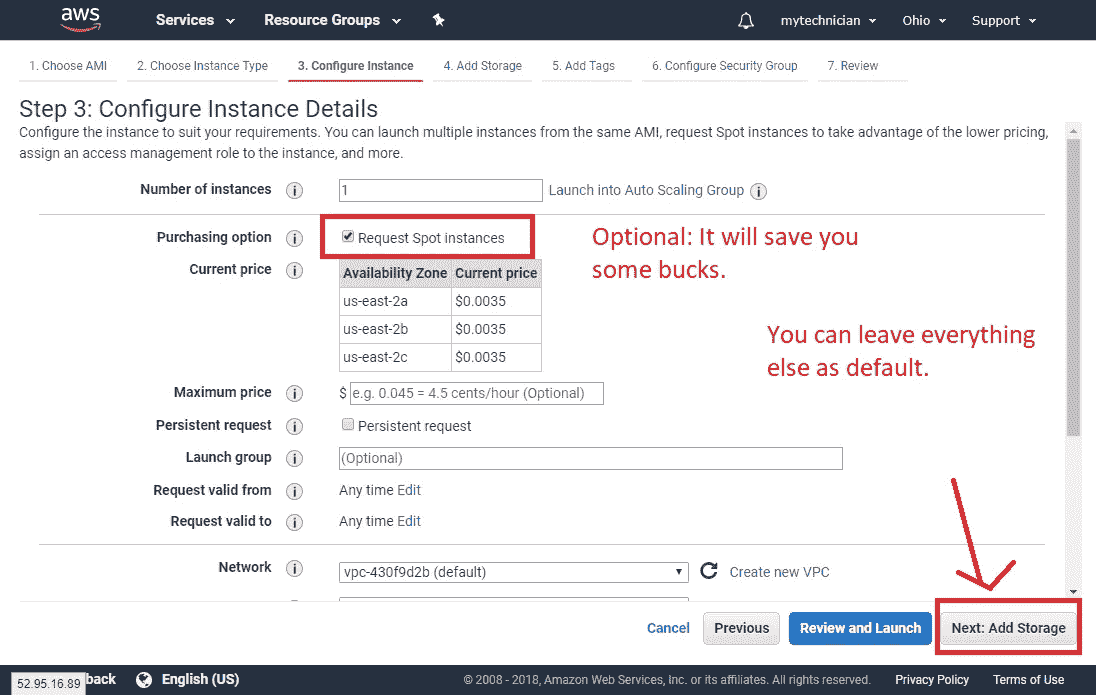 aws
Services
Resource Groups
mytechnician
Ohio
Support
1. Choose AMI
2. Choose Instance Type
3. Configure Instance
4. Add Storage
5. Add Tags
6. Configure Security Group
7. Review
Step 3: Configure Instance Details
Configure the instance to suit your requirements. You can launch multiple instances from the same AMI, request Spot instances to take advantage of the lower pricing,
assign an access management role to the instance, and more.
Number of instances
1
Launch into Auto Scaling Group
Purchasing option
Request Spot instances
Optional: It will save you
some bucks.
Current price
Availability Zone Current price
us-east-2a $0.0035
us-east-2b $0.0035
us-east-2c $0.0035
You can leave everything
else as default.
Maximum price
$ e.g. 0.045 = 4.5 cents/hour (Optional)
Persistent request
Persistent request
Launch group
(Optional)
Request valid from
Any time Edit
Request valid to
Any time Edit
Network
vpc-430f9d2b (default)
Create new VPC
Cancel
Previous
Review and Launch
Next: Add Storage
52.95.16.89
back
English (US)
© 2008 - 2018, Amazon Web Services, Inc. or its affiliates. All rights reserved.
Privacy Policy
Terms of Use